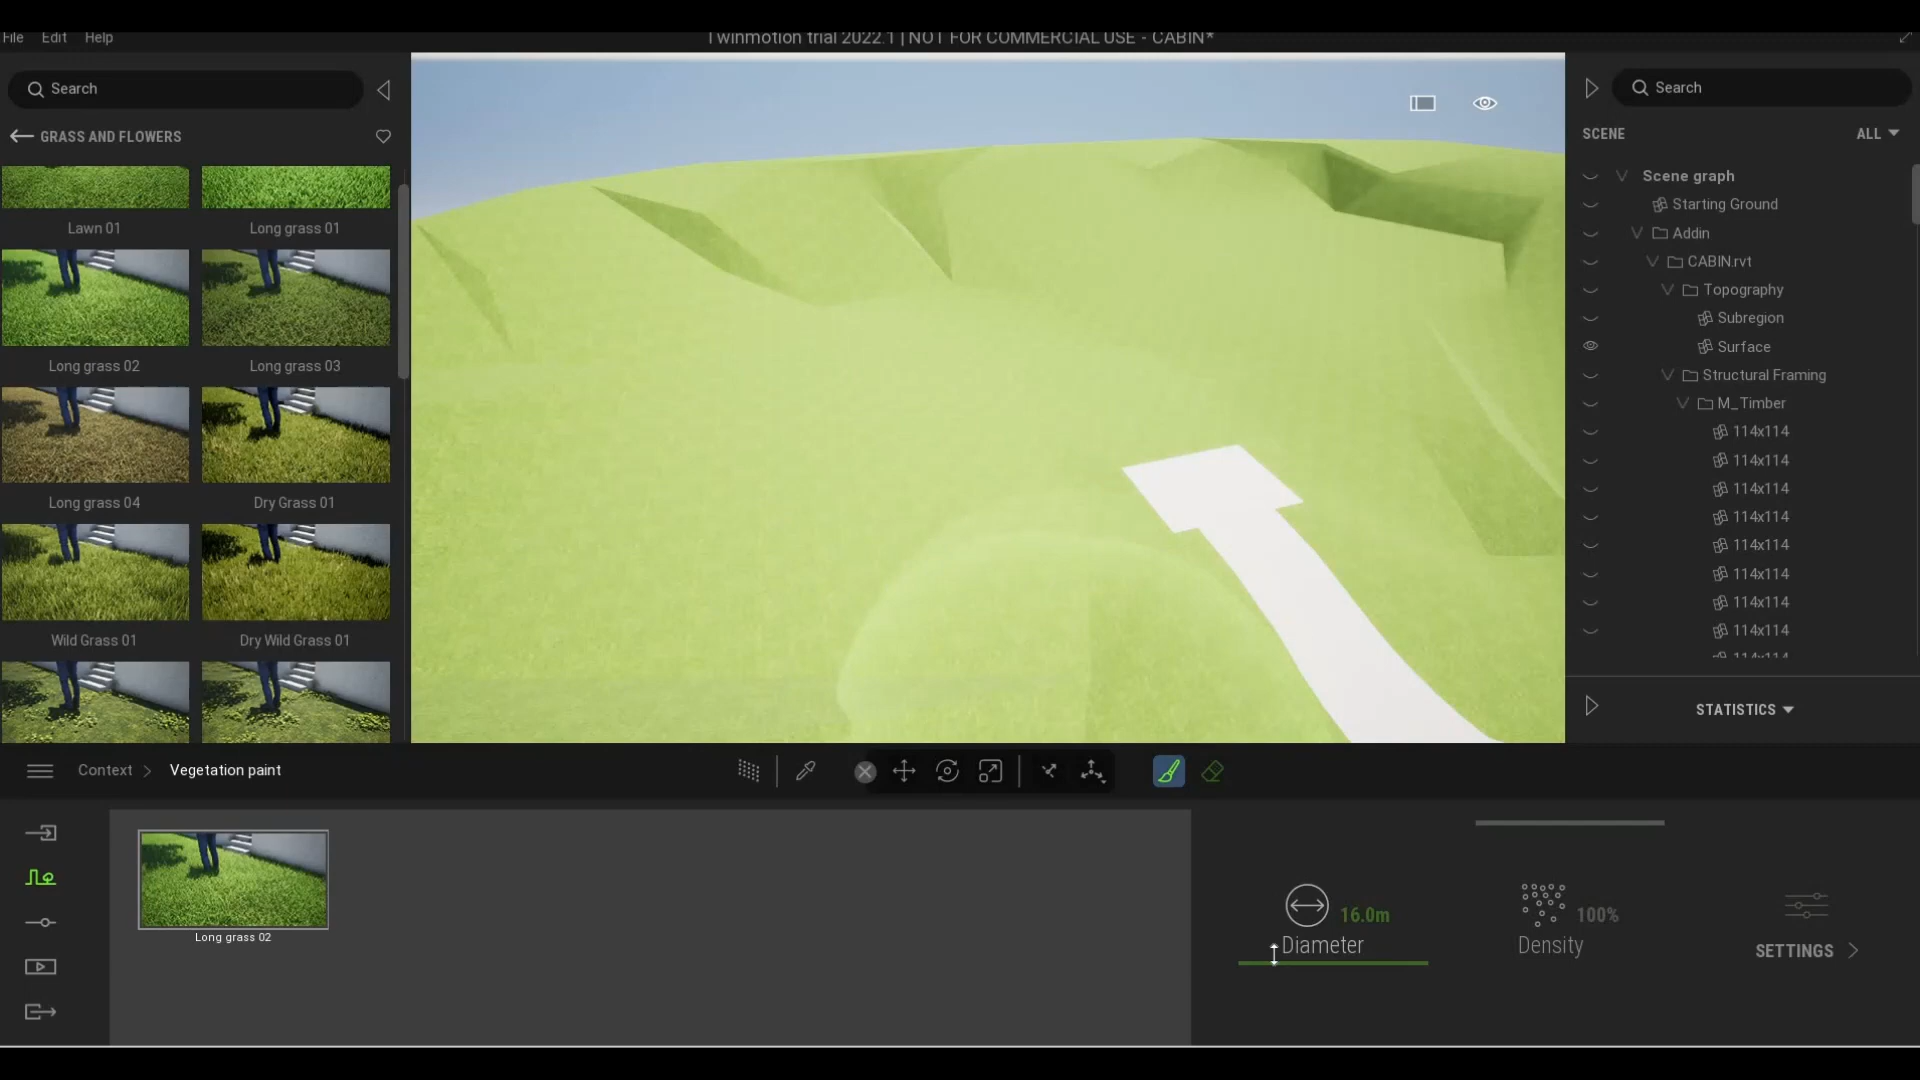 Twinmotion trial 2022.1 | NOT FOR COMMERCIAL USE - CABIN*
File Edit Help
Search
GRASS AND FLOWERS
Lawn 01
Long grass 01
Long grass 02
Long grass 03
Long grass 04
Dry Grass 01
Wild Grass 01
Dry Wild Grass 01
Search
SCENE
ALL
Scene graph
Starting Ground
Addin
CABIN.rvt
Topography
Subregion
Surface
Structural Framing
M_Timber
114x114
114x114
114x114
114x114
114x114
114x114
114x114
114x114
114x114
STATISTICS
Context
Vegetation paint
Long grass 02
16.0m
Diameter
100%
Density
SETTINGS